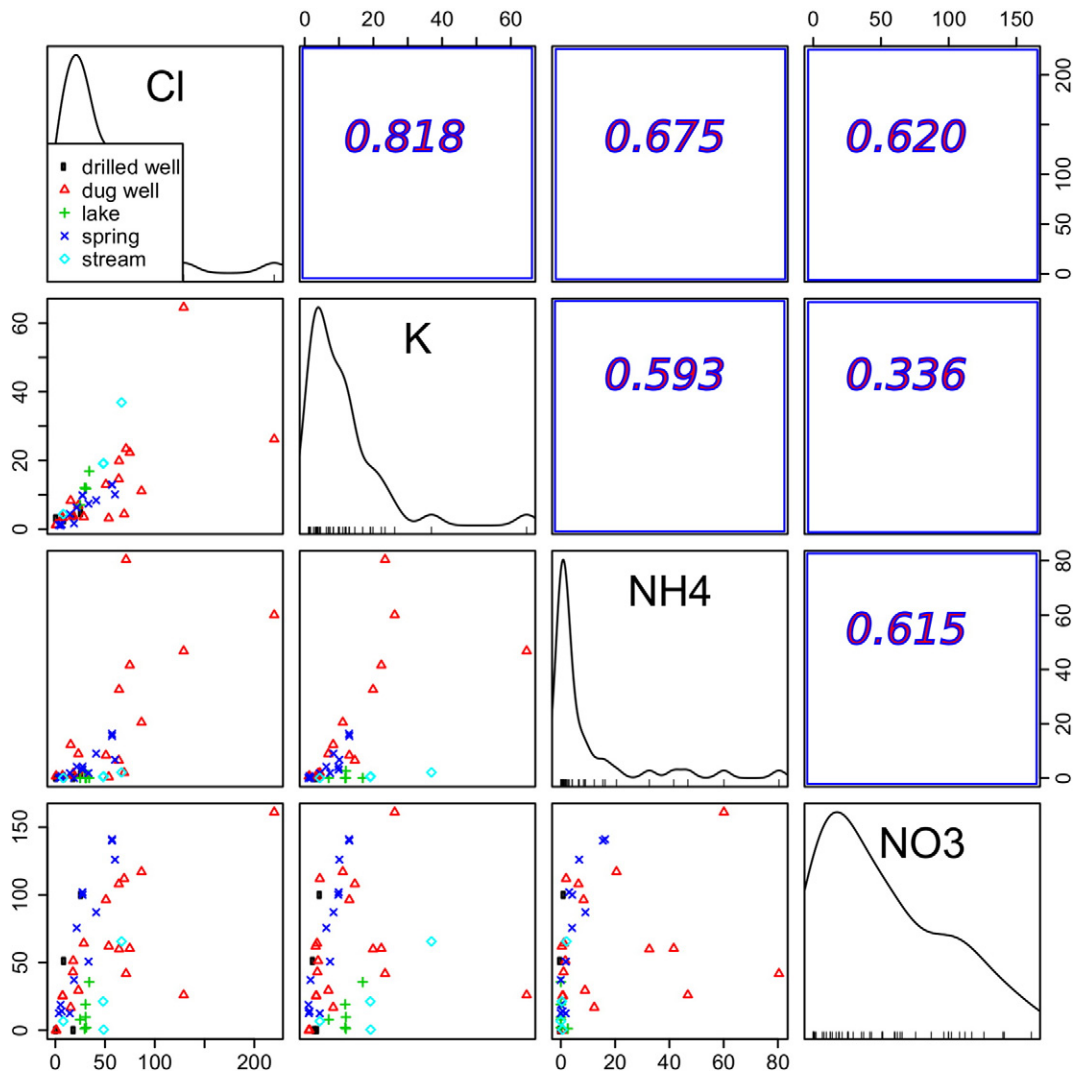 0 20 40 60
0 50 100 150
Cl
0.818
0.675
0.620
0 50 100 200
drilled well
dug well
lake
spring
stream
K
0.593
0.336
0 20 40 60
NH4
0.615
0 20 40 60 80
NO3
0 50 100 150
0 50 100 200
0 20 40 60 80